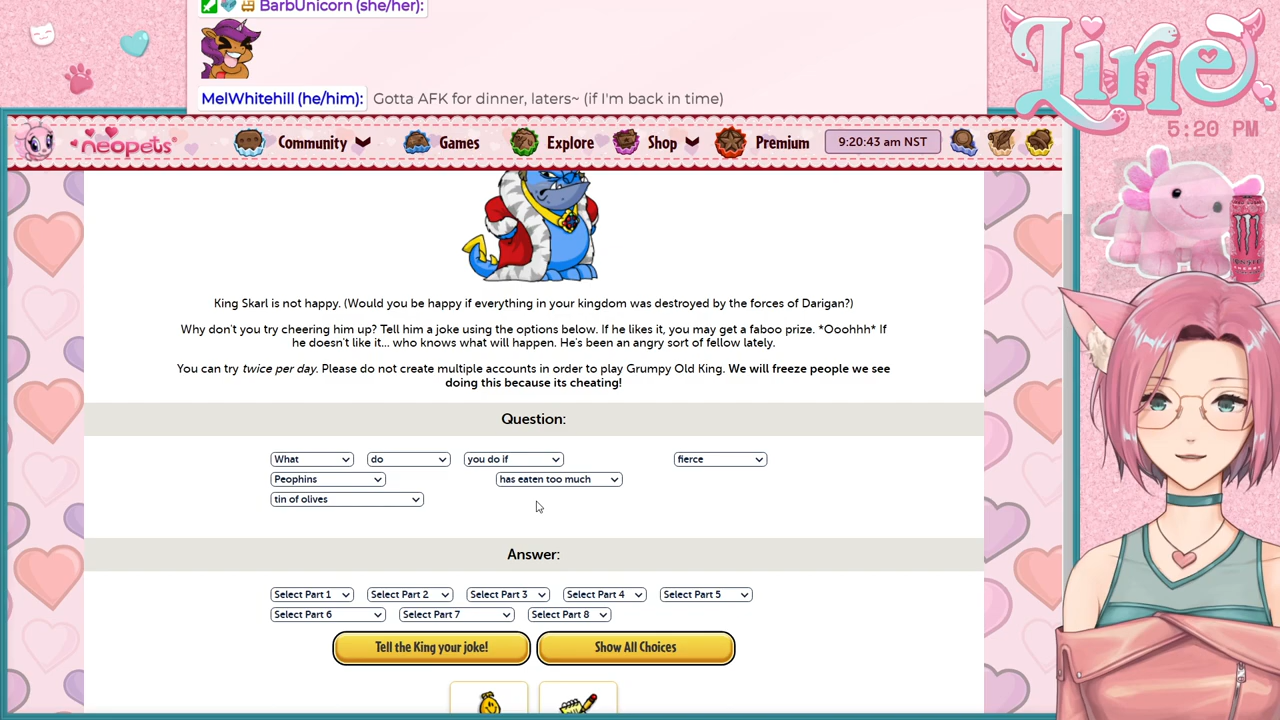 BarbUnicorn (she/her):
MelWhitehill (he/him): Gotta AFK for dinner, laters~ (if I'm back in time)
Lirie
5:20 PM
neopets
Community Games Explore Shop Premium 9:20:43 am NST
King Skarl is not happy. (Would you be happy if everything in your kingdom was destroyed by the forces of Darigan?)
Why don't you try cheering him up? Tell him a joke using the options below. If he likes it, you may get a faboo prize. *Ooohhh* If
he doesn't like it... who knows what will happen. He's been an angry sort of fellow lately.
You can try twice per day. Please do not create multiple accounts in order to play Grumpy Old King. We will freeze people we see
doing this because its cheating!
Question:
What do you do if fierce
Peophins has eaten too much
tin of olives
Answer:
Select Part 1 Select Part 2 Select Part 3 Select Part 4 Select Part 5
Select Part 6 Select Part 7 Select Part 8
Tell the King your joke! Show All Choices